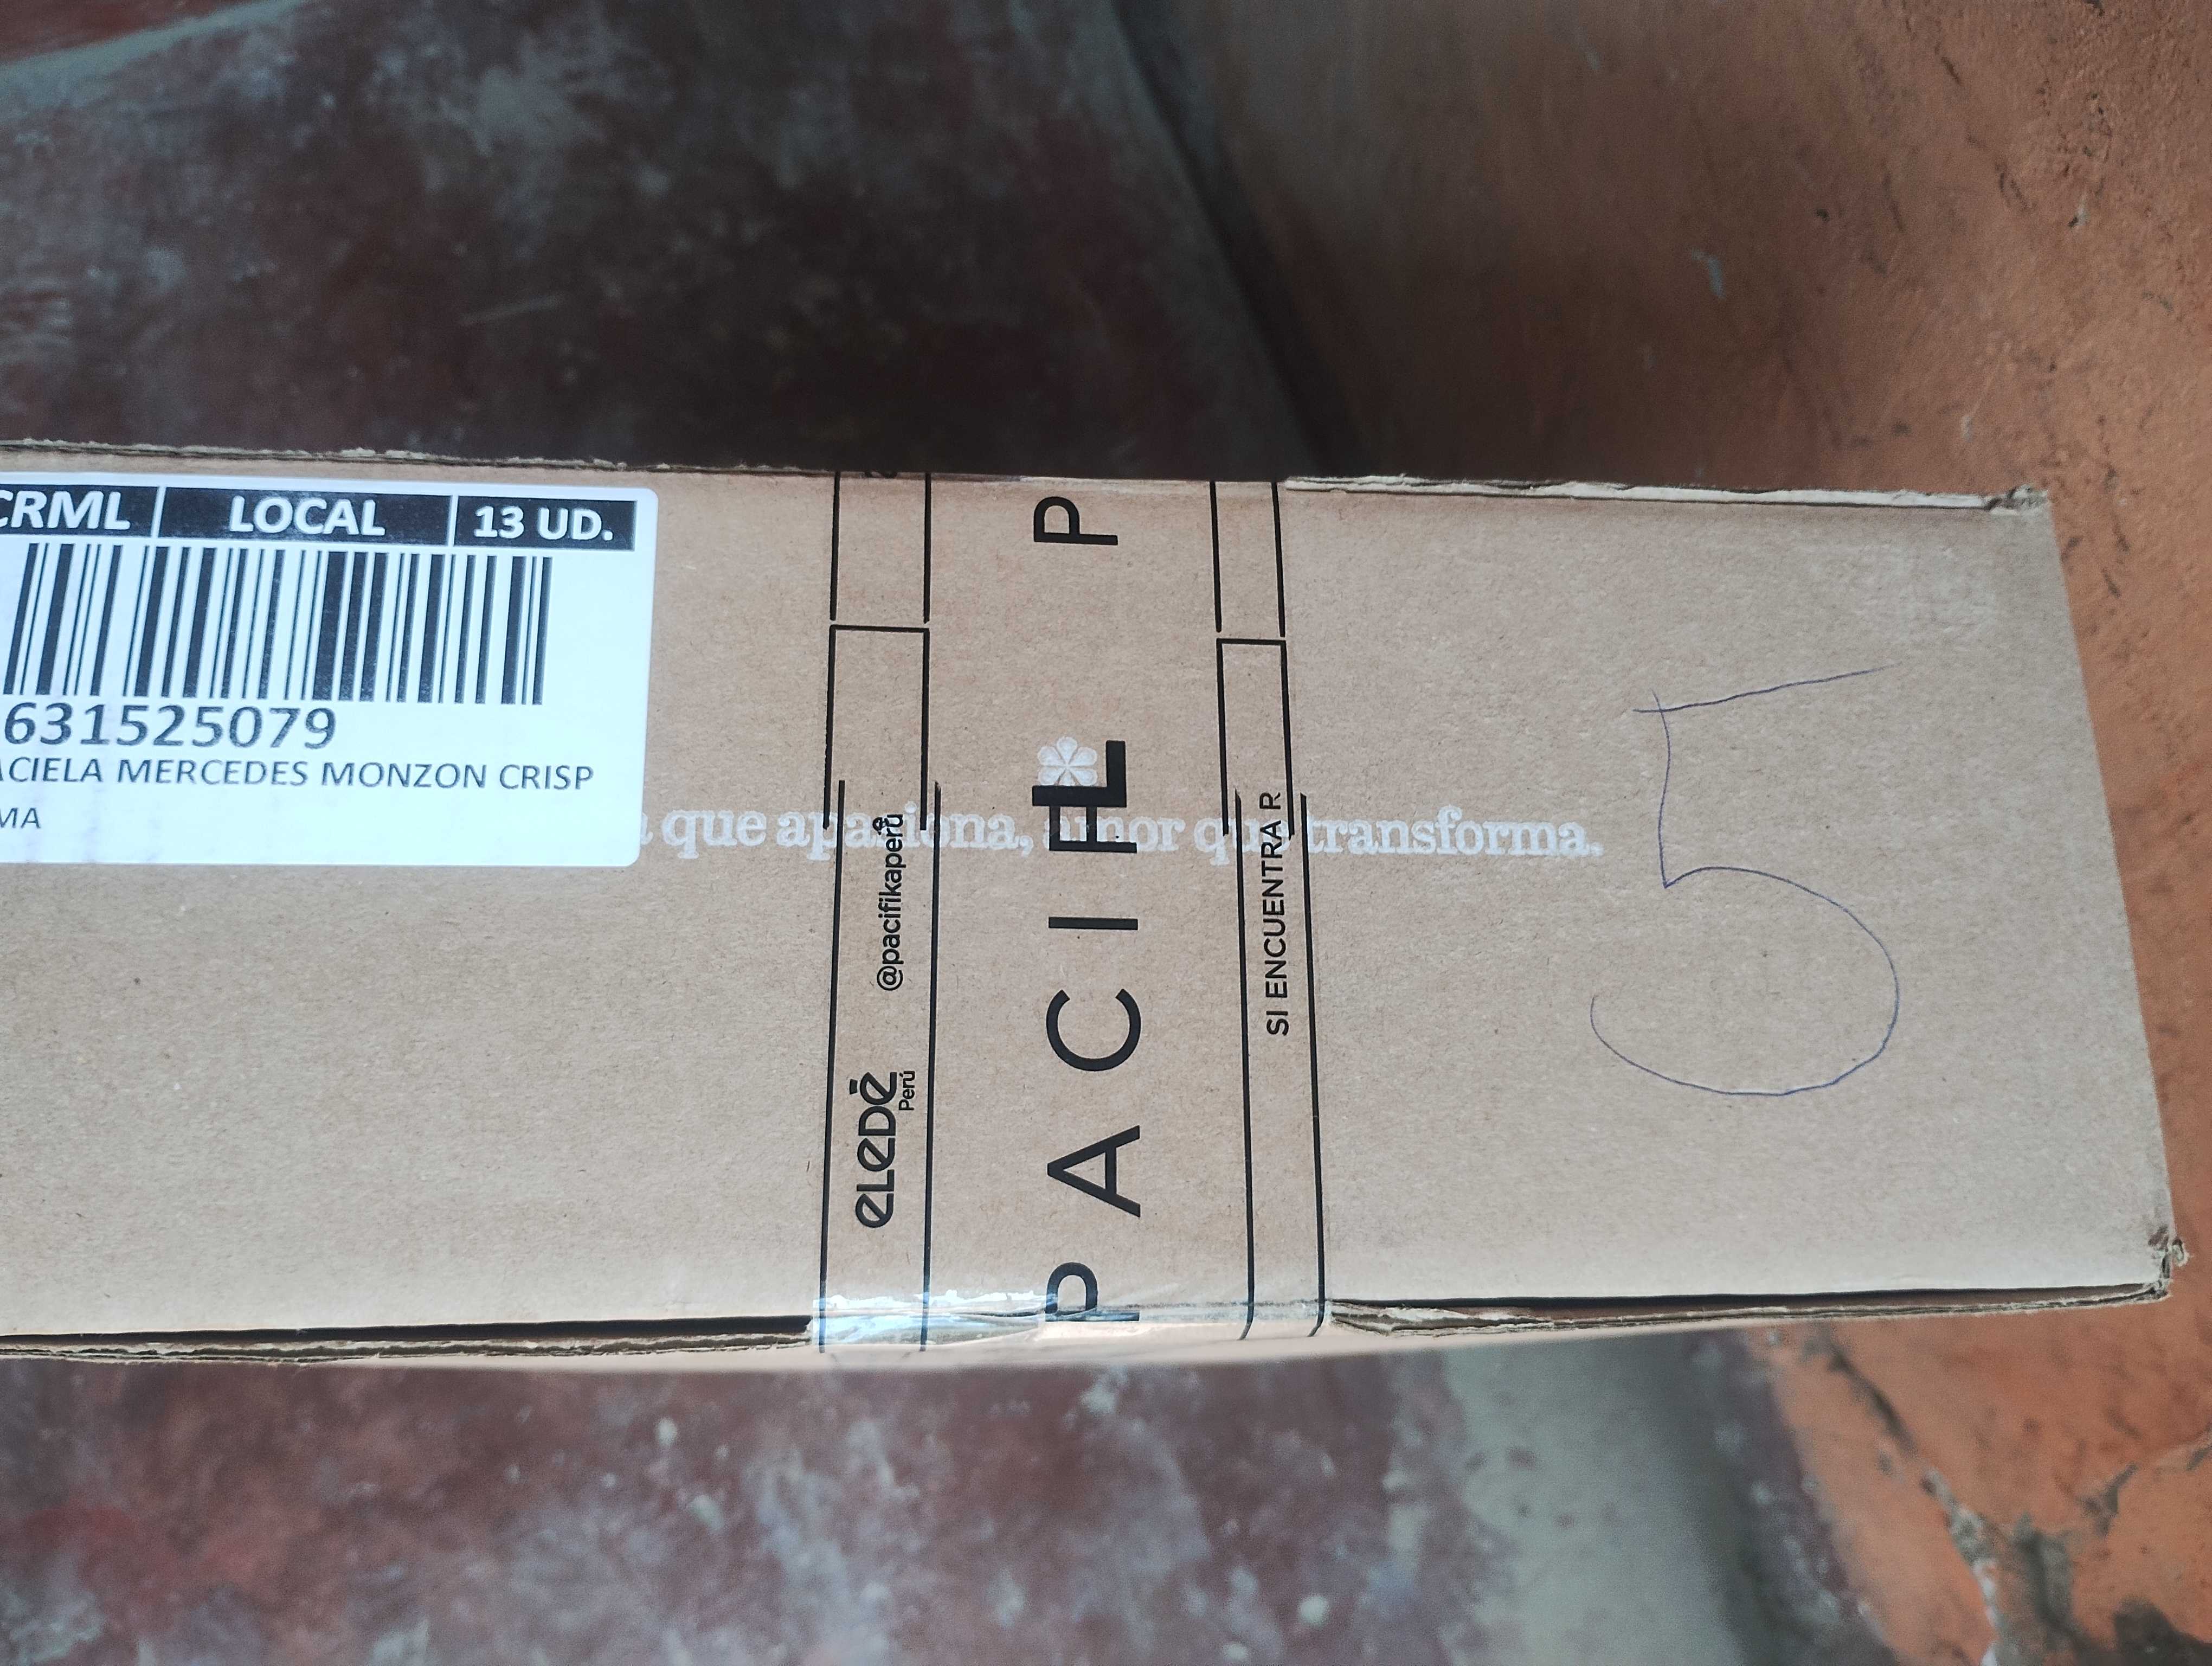 CRML LOCAL 13 UD.
631525079
ACIELA MERCEDES MONZON CRISP
MA
que apasiona, amor que transforma.
eLeDÉ
Perú
@pacifikaperú
P A C I F
L
P
SI ENCUENTRA R
5